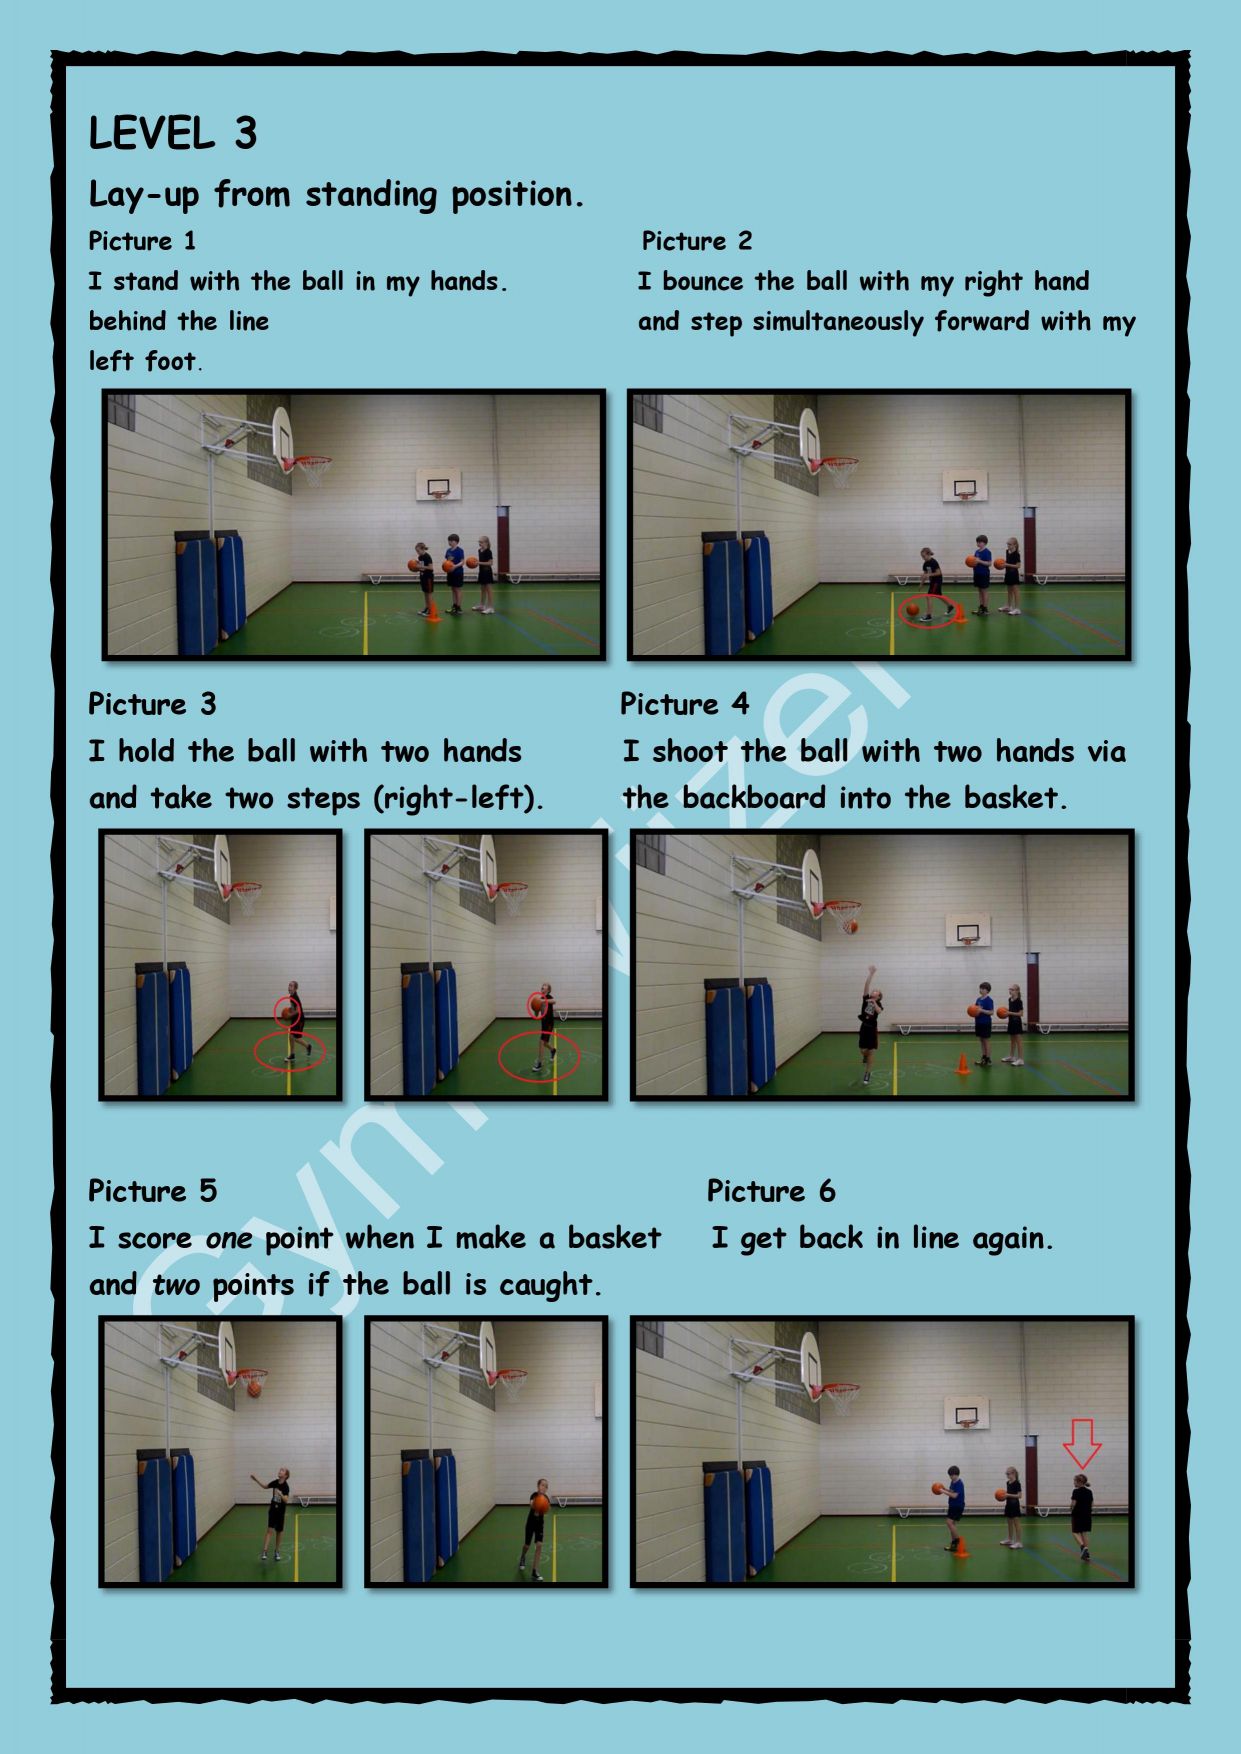 LEVEL 3
Lay-up from standing position.
Picture 1
I stand with the ball in my hands.
behind the line
Picture 2
I bounce the ball with my right hand
and step simultaneously forward with my
left foot.
Picture 3
I hold the ball with two hands
and take two steps (right-left).
Picture 4
I shoot the ball with two hands via
the backboard into the basket.
Picture 5
I score one point when I make a basket
and two points if the ball is caught.
Picture 6
I get back in line again.